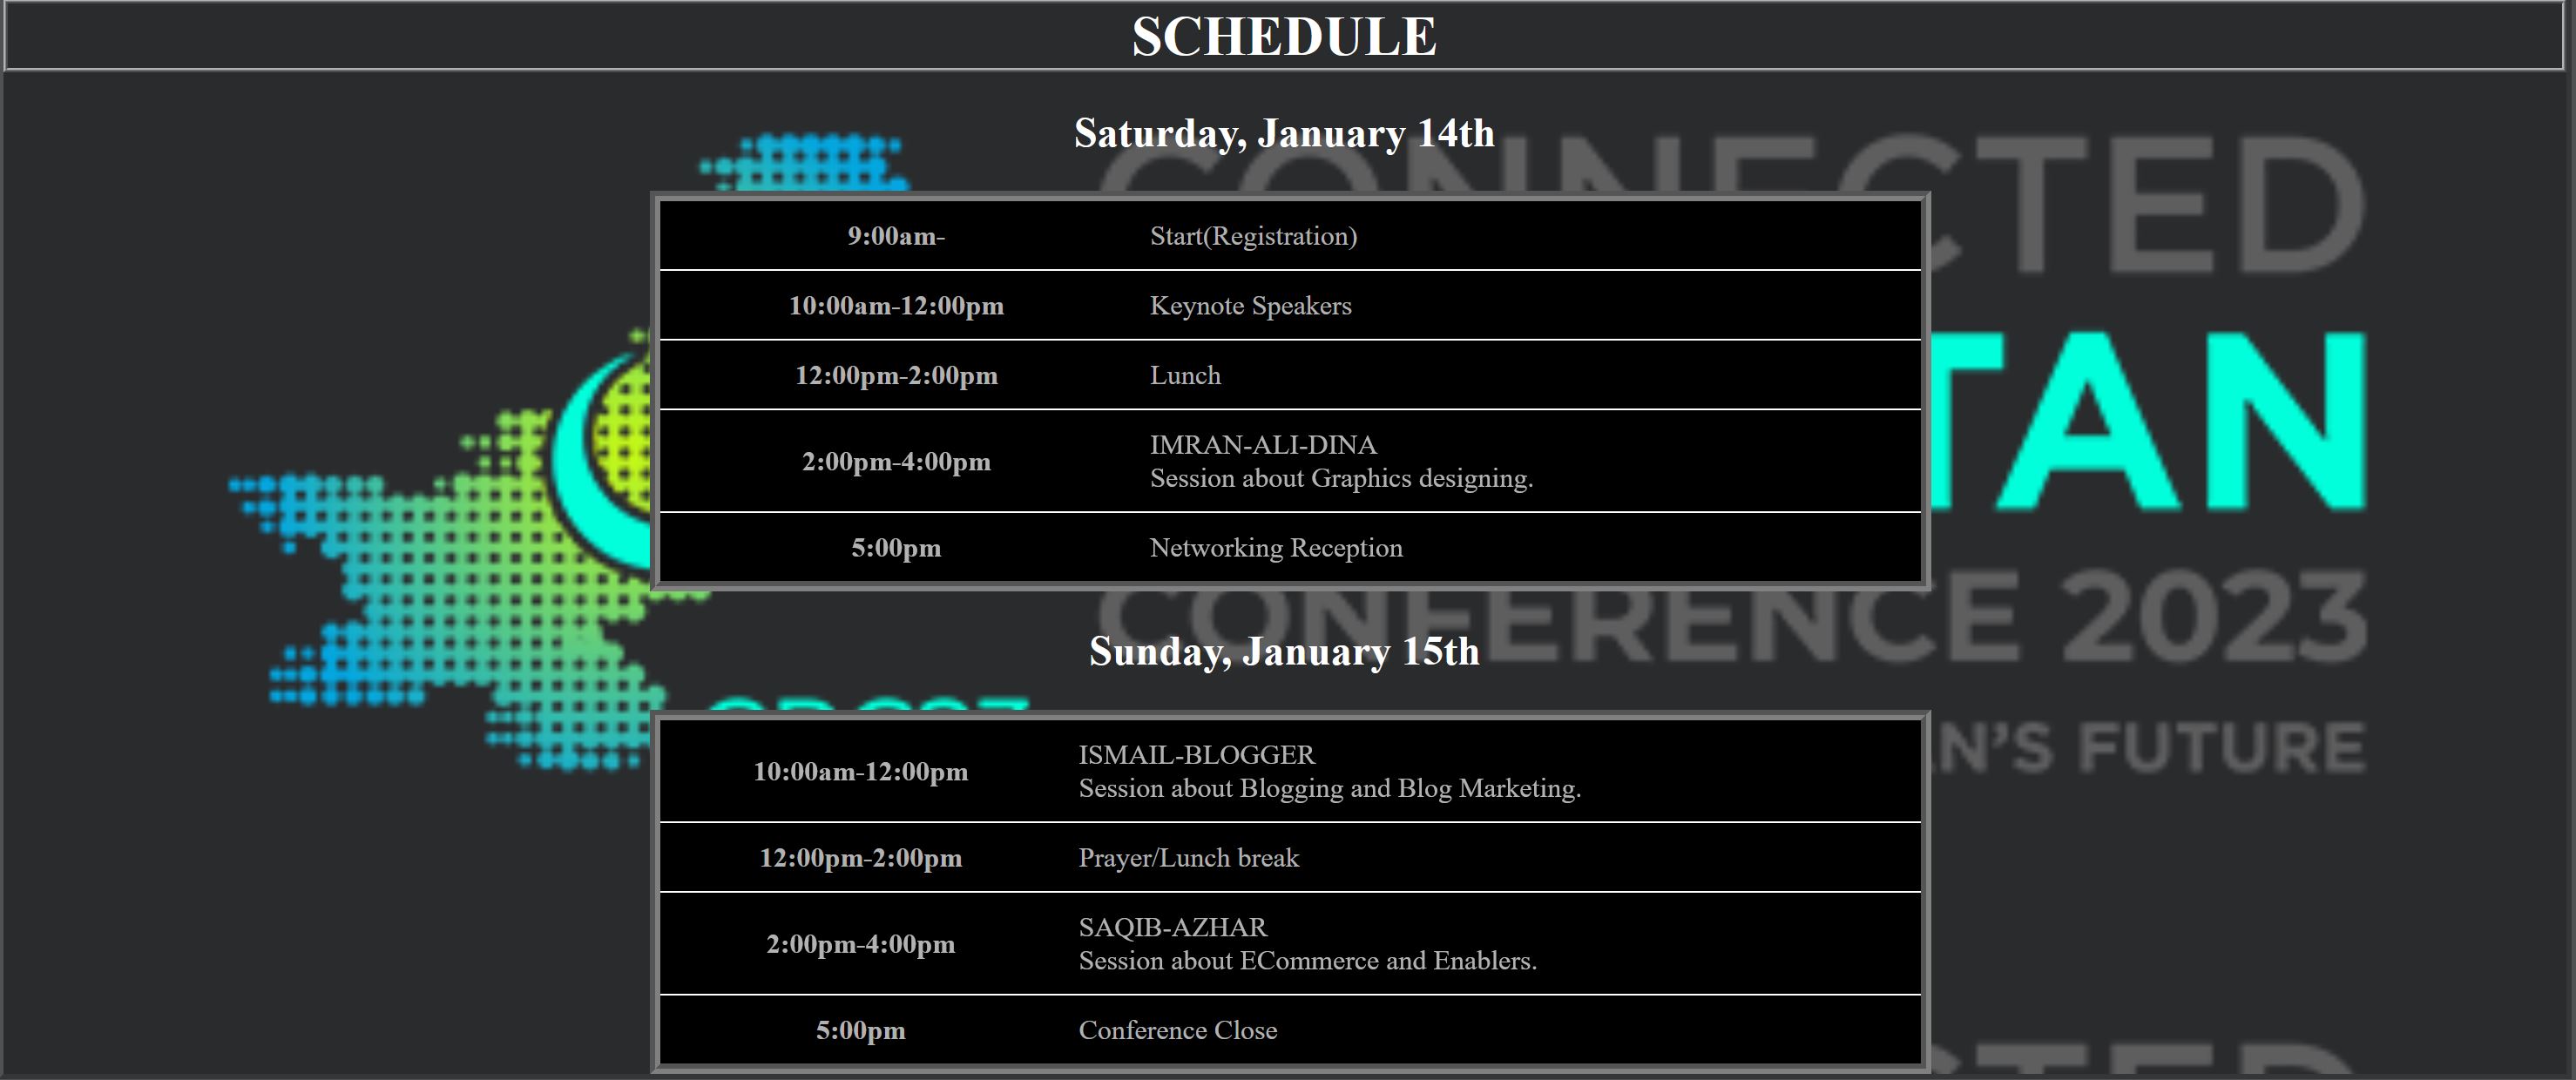 SCHEDULE
Saturday, January 14th
CONNECTED
9:00am- Start(Registration)
10:00am-12:00pm Keynote Speakers
12:00pm-2:00pm Lunch
TAN
2:00pm-4:00pm IMRAN-ALI-DINA
Session about Graphics designing.
5:00pm Networking Reception
CONFERENCE 2023
Sunday, January 15th
N'S FUTURE
10:00am-12:00pm ISMAIL-BLOGGER
Session about Blogging and Blog Marketing.
12:00pm-2:00pm Prayer/Lunch break
2:00pm-4:00pm SAQIB-AZHAR
Session about ECommerce and Enablers.
5:00pm Conference Close